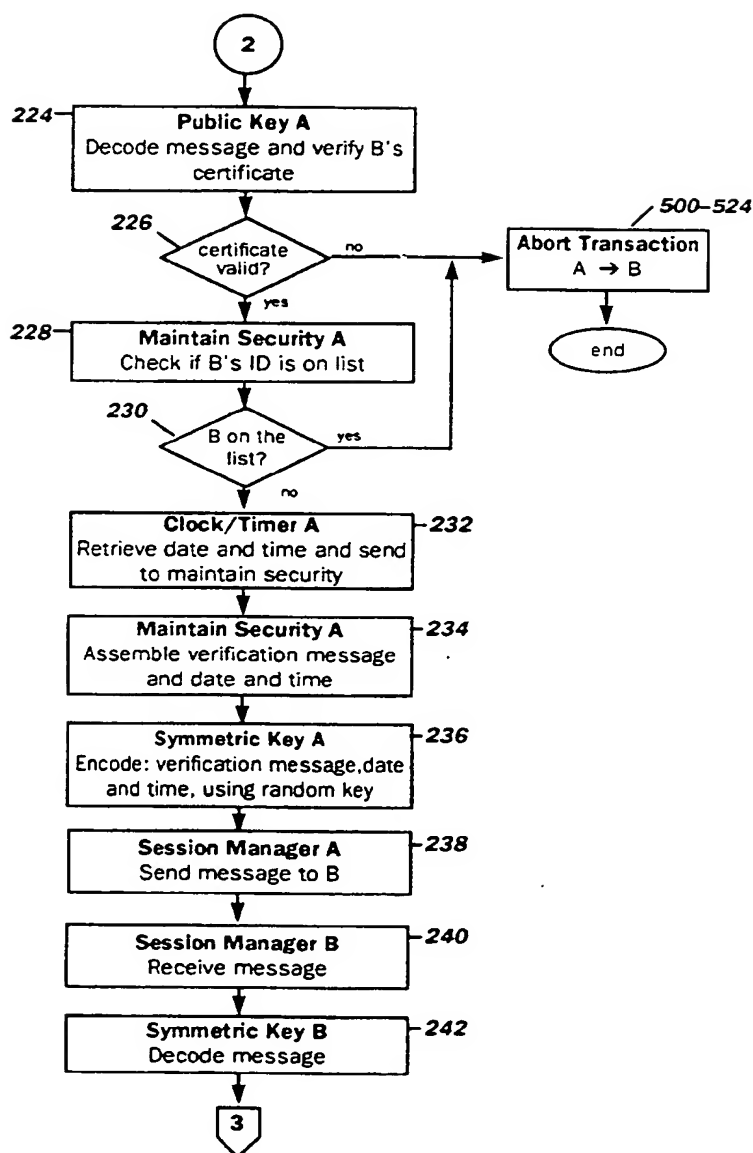 2
224
Public Key A
Decode message and verify B's
certificate
226
certificate
valid?
no
yes
500-524
Abort Transaction
A → B
end
228
Maintain Security A
Check if B's ID is on list
230
B on the
list?
yes
no
Clock/Timer A
Retrieve date and time and send
to maintain security
232
Maintain Security A
Assemble verification message
and date and time
234
Symmetric Key A
Encode: verification message,date
and time, using random key
236
Session Manager A
Send message to B
238
Session Manager B
Receive message
240
Symmetric Key B
Decode message
242
3